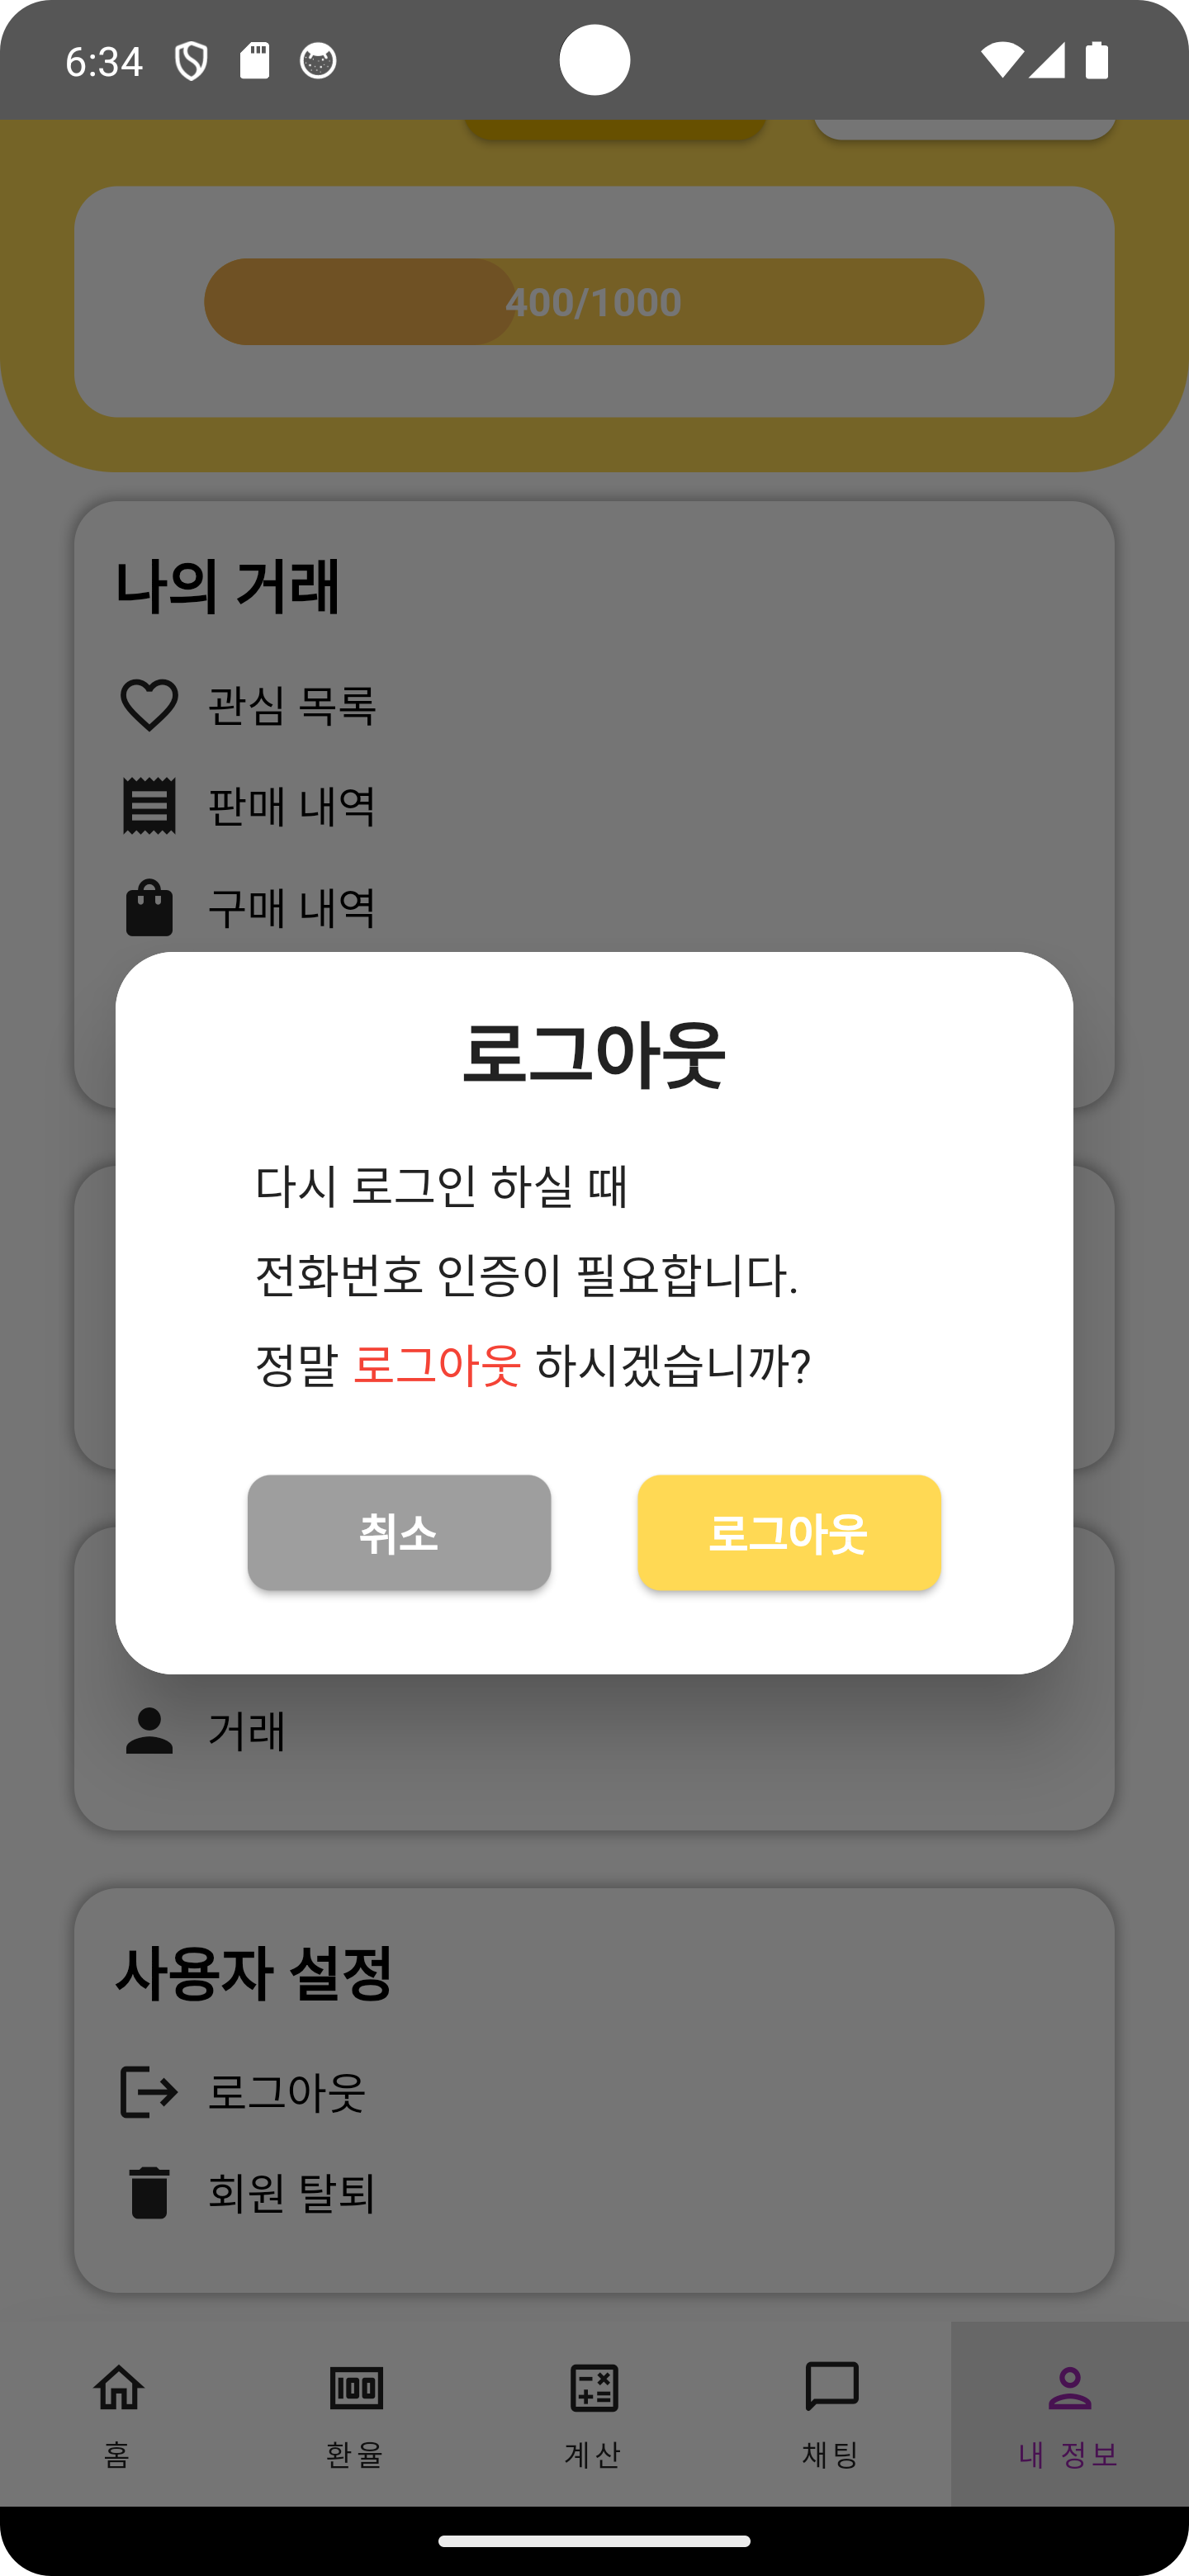 6:34
400/1000
나의 거래
관심 목록
판매 내역
구매 내역
로그아웃
다시 로그인 하실 때
전화번호 인증이 필요합니다.
정말 로그아웃 하시겠습니까?
취소 로그아웃
거래
사용자 설정
로그아웃
회원 탈퇴
홈 환율 계산 채팅 내 정보